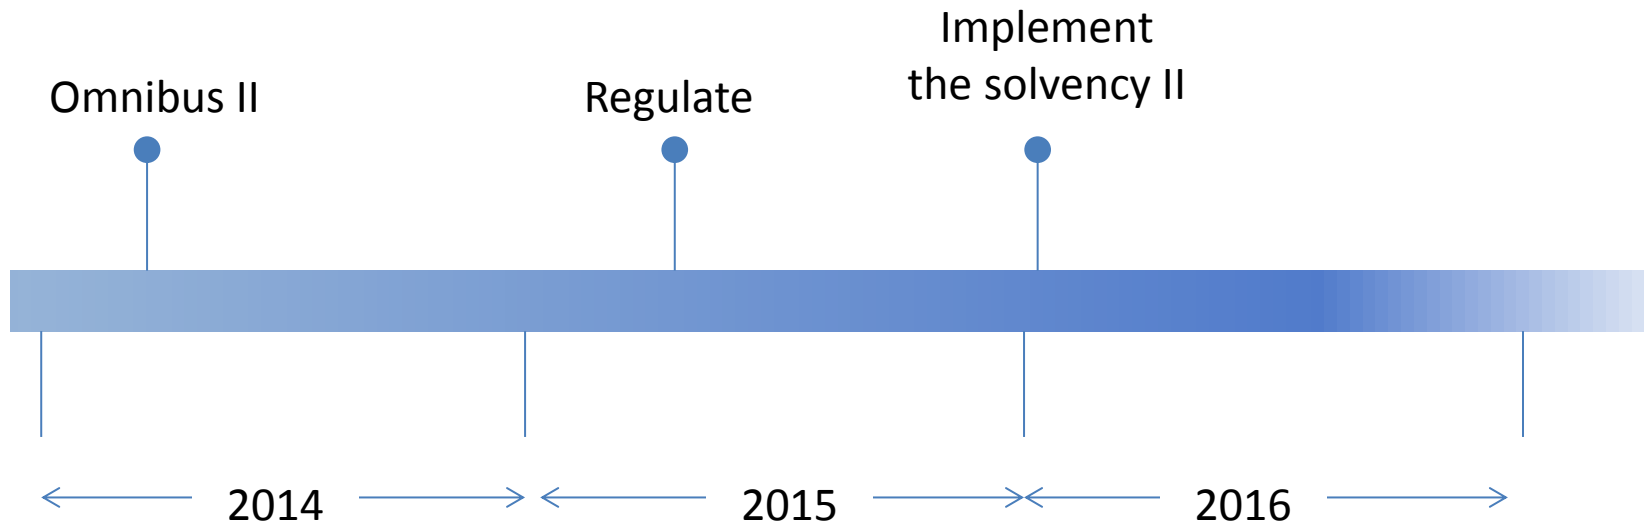 Omnibus II
Regulate
Implement
the solvency II
2014
2015
2016